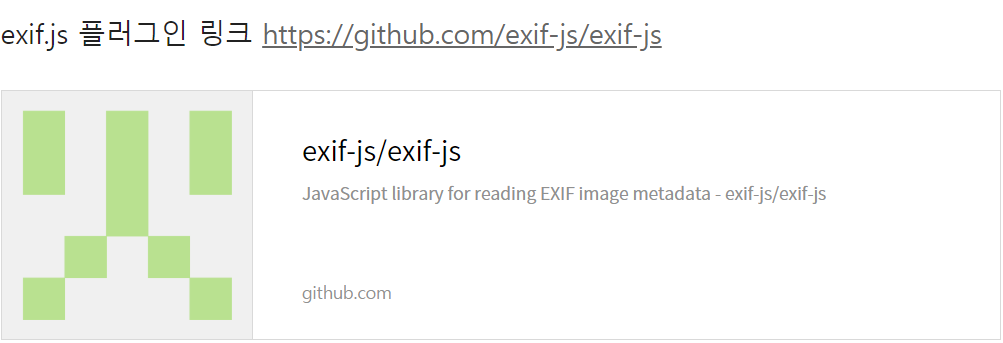 exif.js 플러그인 링크 https://github.com/exif-js/exif-js
exif-js/exif-js
JavaScript library for reading EXIF image metadata - exif-js/exif-js
github.com